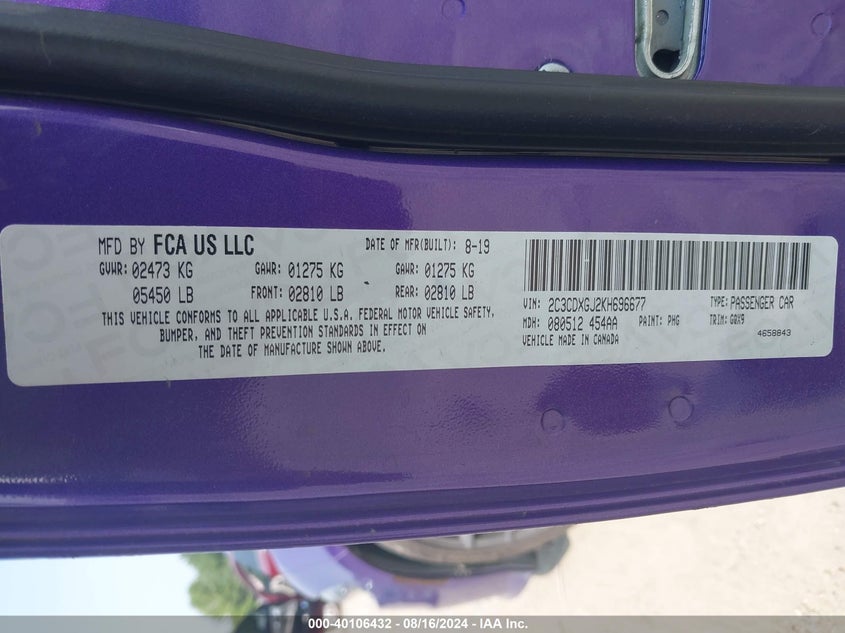 MFD BY FCA US LLC DATE OF MFR(BUILT): 8-19
GVWR: 02473 KG GAWR: 01275 KG GAWR: 01275 KG
05450 LB FRONT: 02810 LB REAR: 02810 LB
THIS VEHICLE CONFORMS TO ALL APPLICABLE U.S.A. FEDERAL MOTOR VEHICLE SAFETY,
BUMPER, AND THEFT PREVENTION STANDARDS IN EFFECT ON
THE DATE OF MANUFACTURE SHOWN ABOVE.
VIN: 2C3CDXGJ2KH696677 TYPE: PASSENGER CAR
MDH: 080512 454AA PAINT: PHG TRIM: GRX9
VEHICLE MADE IN CANADA 4658843
000-40106432 - 08/16/2024 - IAA Inc.